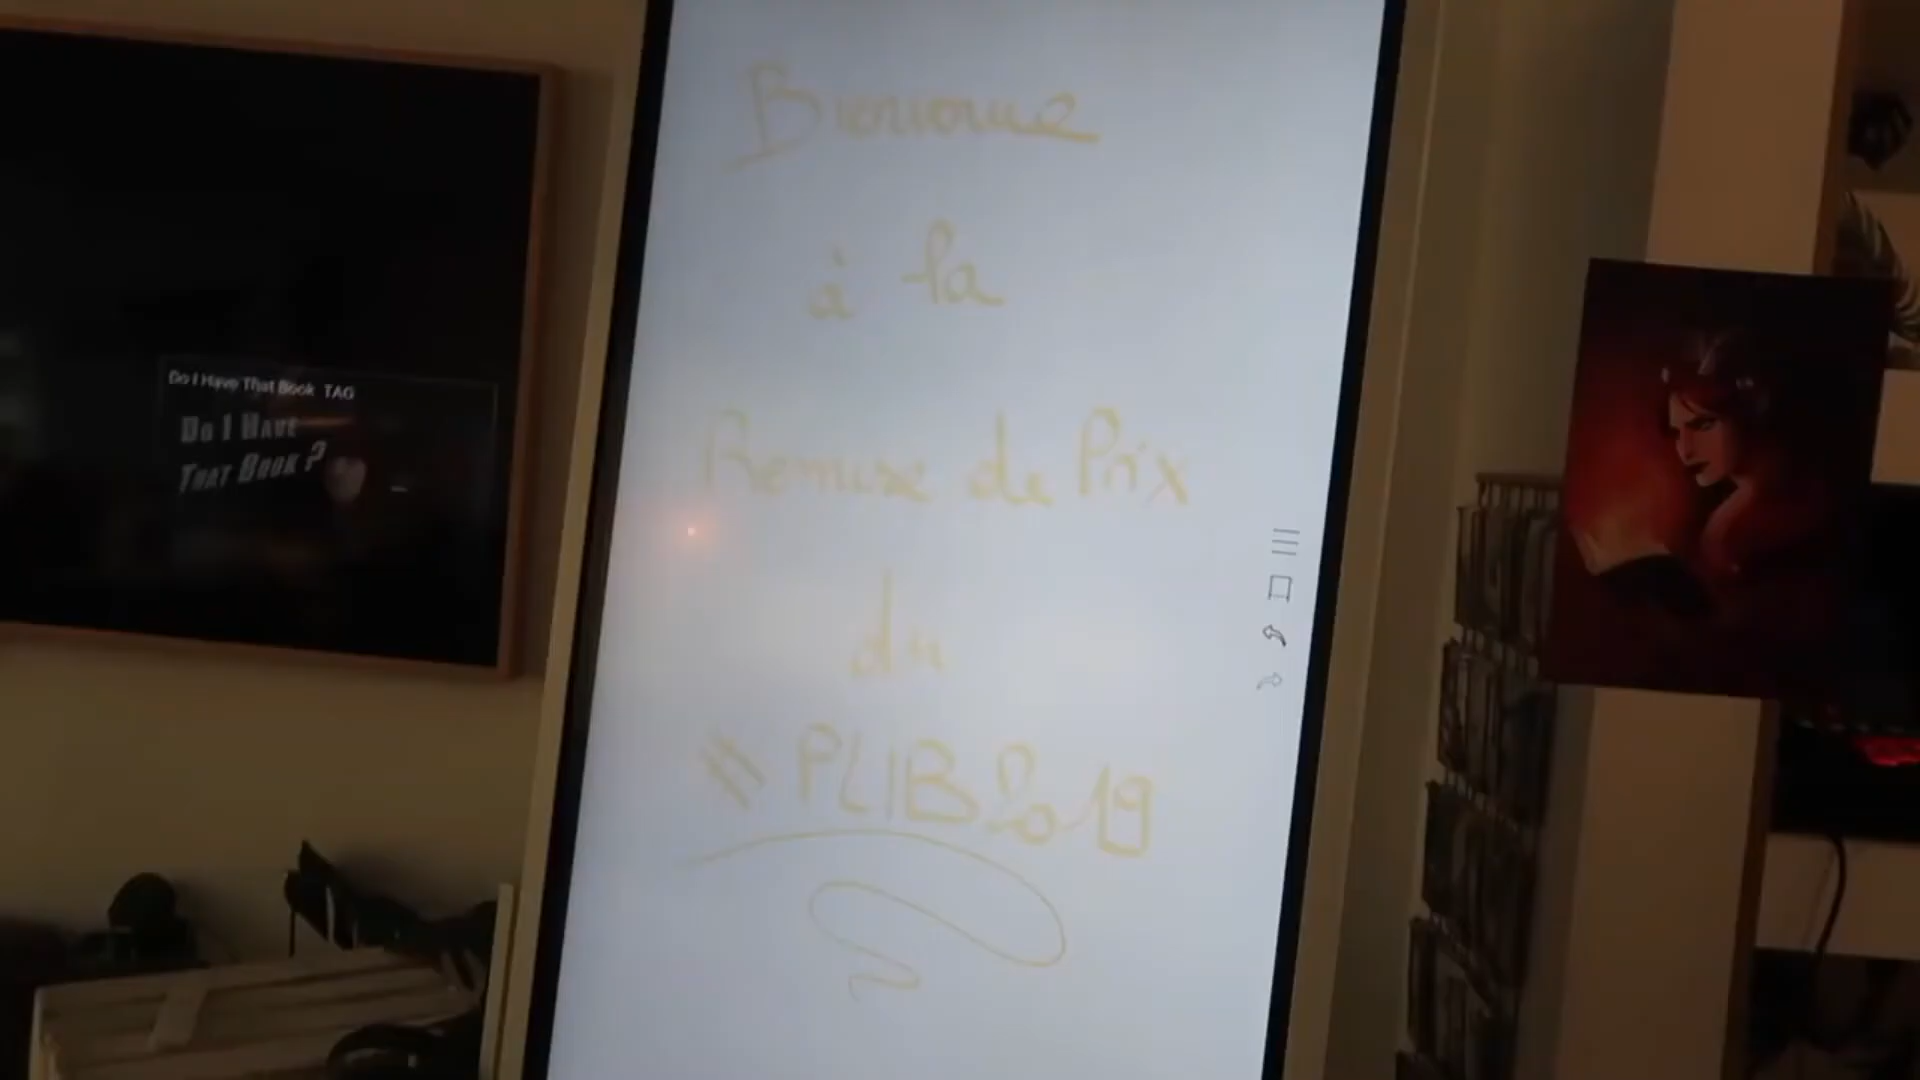 Do I Have That Book TAG
Do I Have
That Book ?
Bienvenue
à la
Remise de Prix
du
#PLIB2019